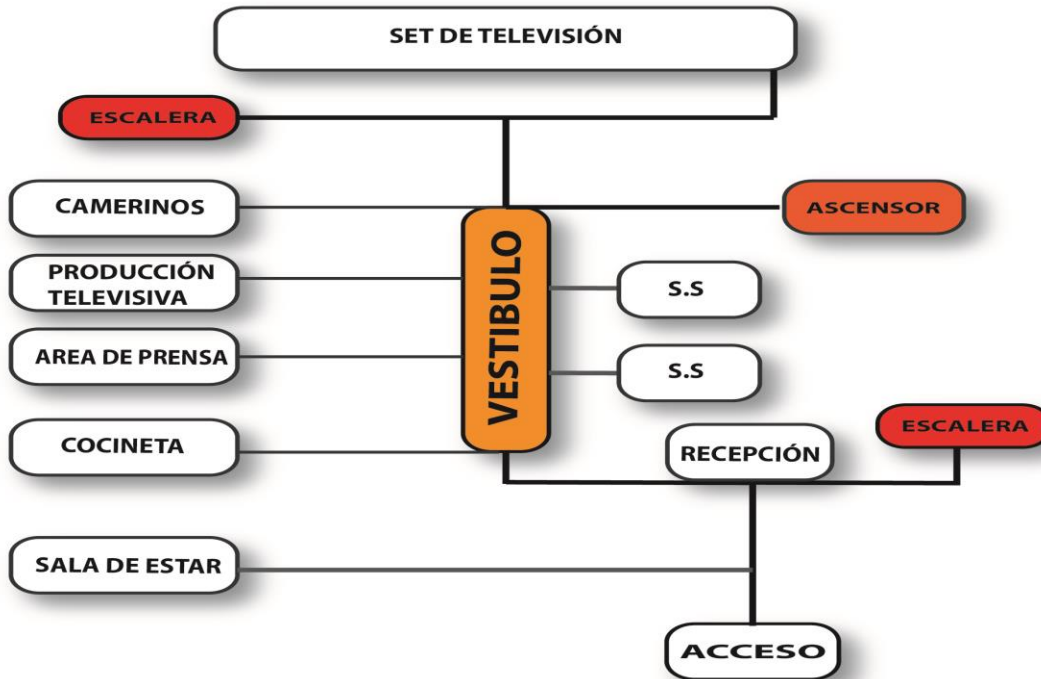 SET DE TELEVISIÓN
ESCALERA
CAMERINOS
ASCENSOR
PRODUCCIÓN
TELEVISIVA
VESTIBULO
S.S
AREA DE PRENSA
S.S
ESCALERA
COCINETA
RECEPCIÓN
SALA DE ESTAR
ACCESO